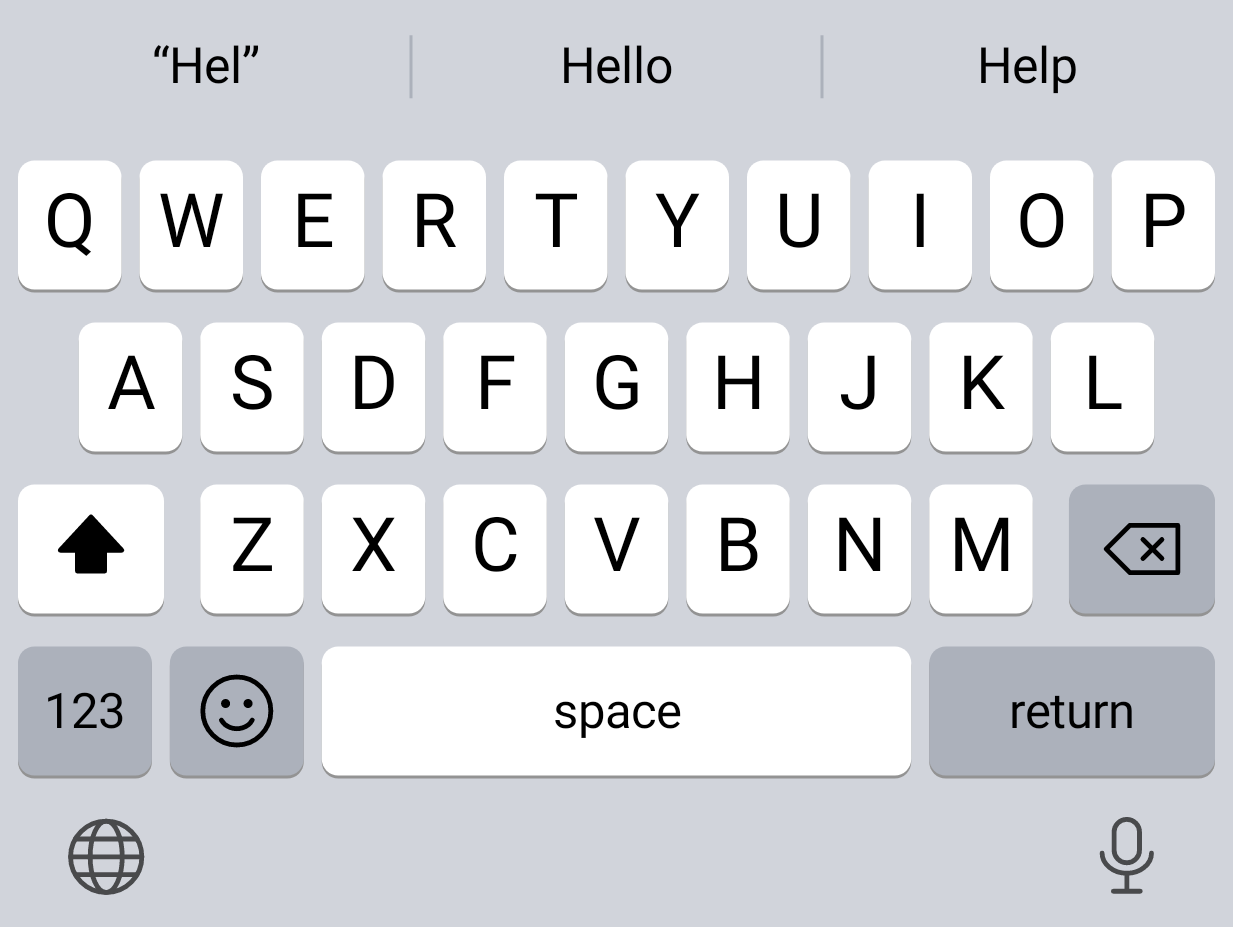 “Hel” Hello Help
Q W E R T Y U I O P
A S D F G H J K L
Z X C V B N M
123 space return